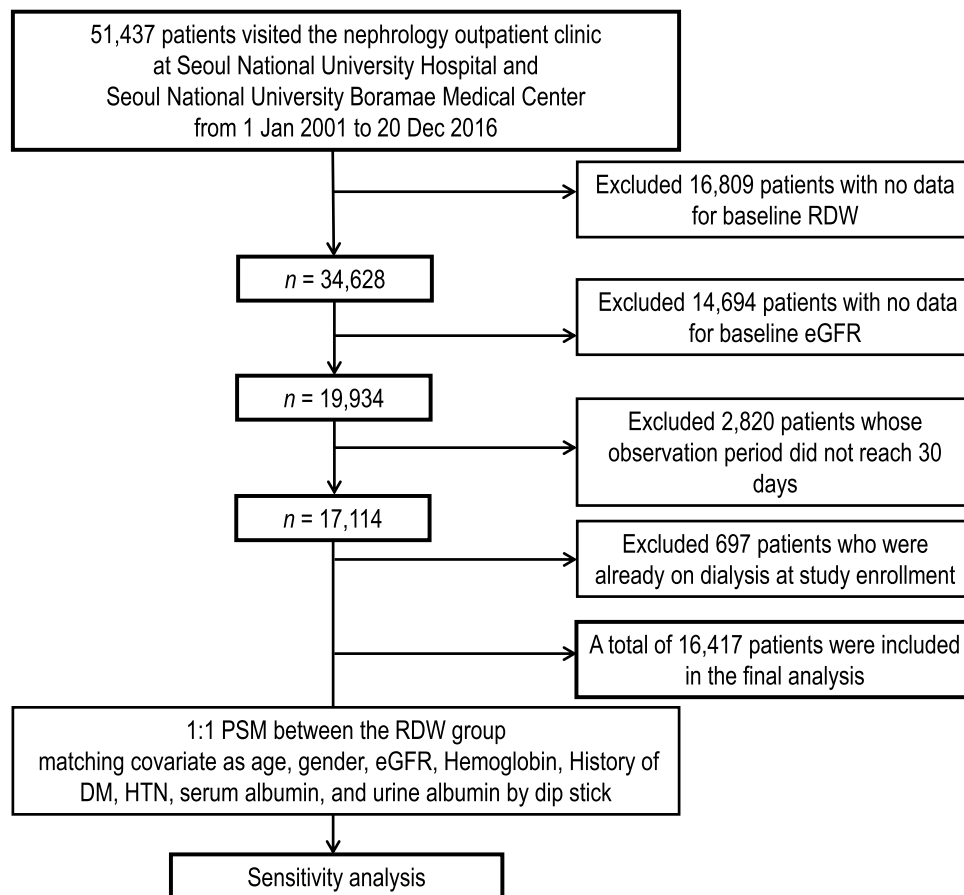 51,437 patients visited the nephrology outpatient clinic
at Seoul National University Hospital and
Seoul National University Boramae Medical Center
from 1 Jan 2001 to 20 Dec 2016
Excluded 16,809 patients with no data
for baseline RDW
n = 34,628
Excluded 14,694 patients with no data
for baseline eGFR
n = 19,934
Excluded 2,820 patients whose
observation period did not reach 30
days
n = 17,114
Excluded 697 patients who were
already on dialysis at study enrollment
A total of 16,417 patients were included
in the final analysis
1:1 PSM between the RDW group
matching covariate as age, gender, eGFR, Hemoglobin, History of
DM, HTN, serum albumin, and urine albumin by dip stick
Sensitivity analysis